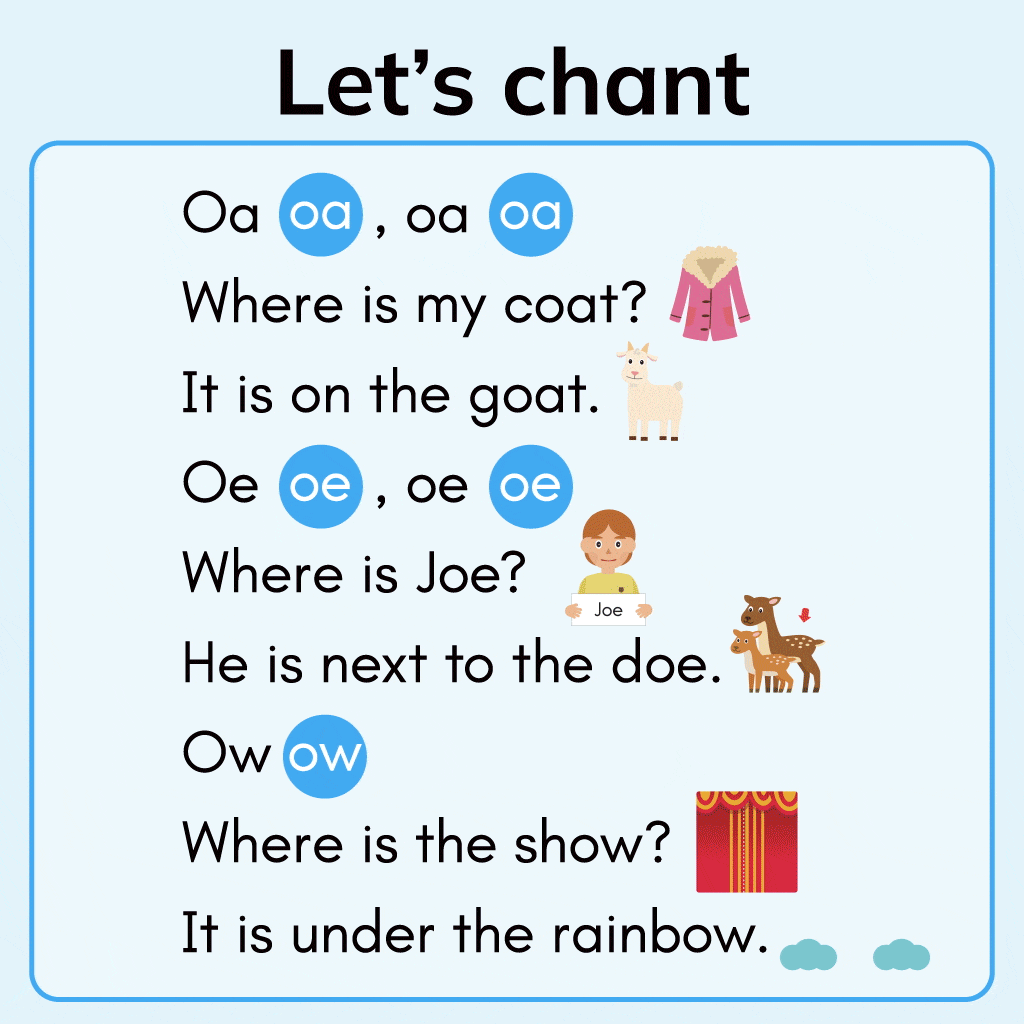 Let's chant
Oa oa , oa oa
Where is my coat?
It is on the goat.
Oe oe , oe oe
Where is Joe?
Joe
He is next to the doe.
Ow ow
Where is the show?
It is under the rainbow.